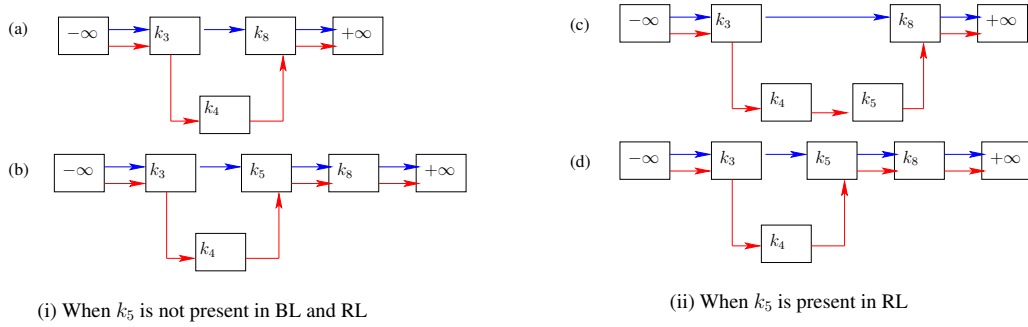 (a) −∞ k₃ k₈ +∞
k₄
(b) −∞ k₃ k₅ k₈ +∞
k₄
(i) When k₅ is not present in BL and RL
(c) −∞ k₃ k₈ +∞
k₄ k₅
(d) −∞ k₃ k₅ k₈ +∞
k₄
(ii) When k₅ is present in RL